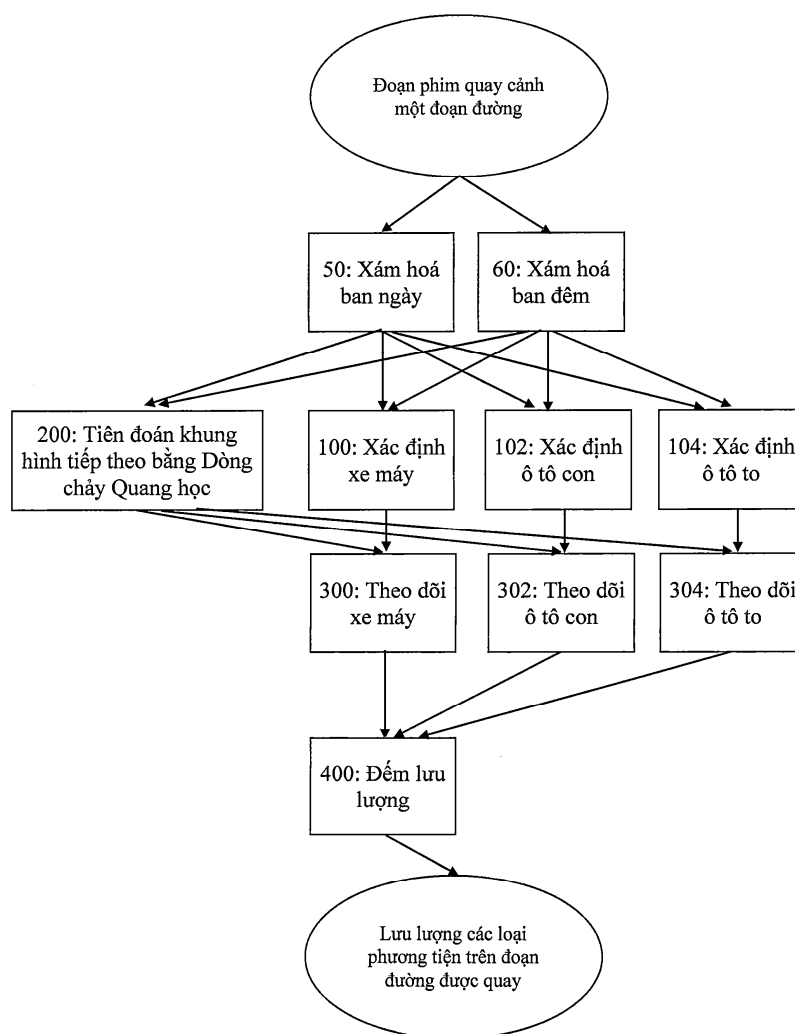 Đoạn phim quay cảnh
một đoạn đường
50: Xám hoá
ban ngày
60: Xám hoá
ban đêm
200: Tiên đoán khung
hình tiếp theo bằng Dòng
chảy Quang học
100: Xác định
xe máy
102: Xác định
ô tô con
104: Xác định
ô tô to
300: Theo dõi
xe máy
302: Theo dõi
ô tô con
304: Theo dõi
ô tô to
400: Đếm lưu
lượng
Lưu lượng các loại
phương tiện trên đoạn
đường được quay